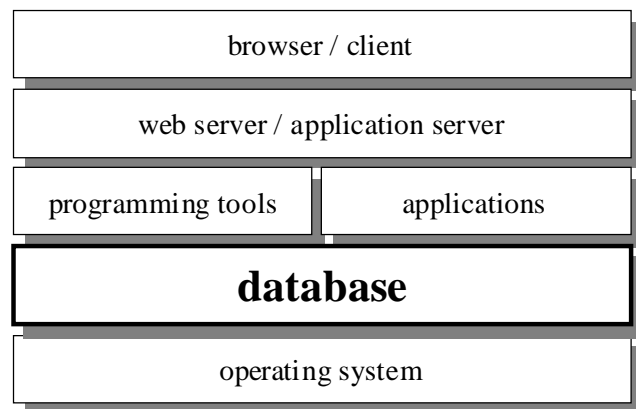 browser / client
web server / application server
programming tools
applications
database
operating system